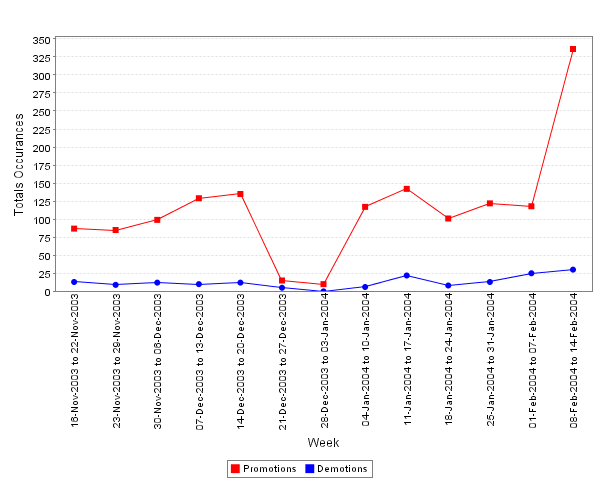 350
325
300
275
250
225
200
175
150
125
100
75
50
25
0
Totals Occurances
16-Nov-2003 to 22-Nov-2003
23-Nov-2003 to 29-Nov-2003
30-Nov-2003 to 06-Dec-2003
07-Dec-2003 to 13-Dec-2003
14-Dec-2003 to 20-Dec-2003
21-Dec-2003 to 27-Dec-2003
28-Dec-2003 to 03-Jan-2004
04-Jan-2004 to 10-Jan-2004
11-Jan-2004 to 17-Jan-2004
18-Jan-2004 to 24-Jan-2004
25-Jan-2004 to 31-Jan-2004
01-Feb-2004 to 07-Feb-2004
08-Feb-2004 to 14-Feb-2004
Week
Promotions Demotions